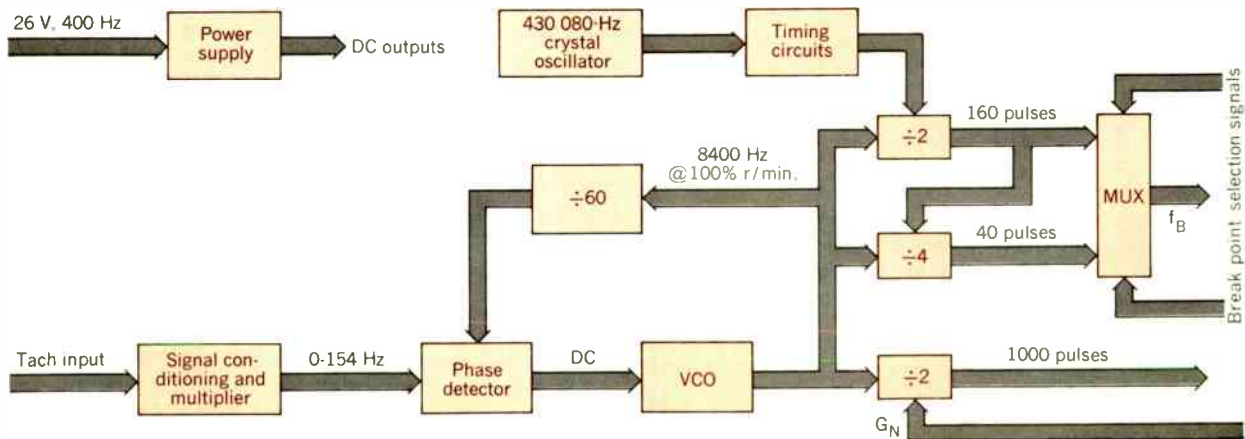 26 V, 400 Hz
Power
supply
DC outputs
430 080-Hz
crystal
oscillator
Timing
circuits
÷2
160 pulses
8400 Hz
@100% r/min.
÷60
÷4
40 pulses
MUX
f_B
Break point selection signals
Tach input
Signal con-
ditioning and
multiplier
0-154 Hz
Phase
detector
DC
VCO
÷2
1000 pulses
G_N